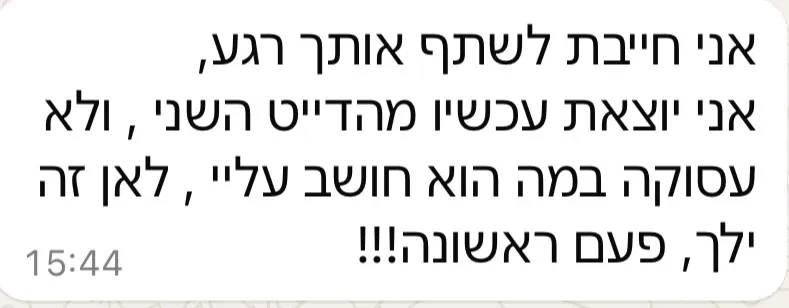 אני חייבת לשתף אותך רגע,
אני יוצאת עכשיו מהדייט השני , ולא
עסוקה במה הוא חושב עליי , לאן זה
ילך, פעם ראשונה!!!
15:44